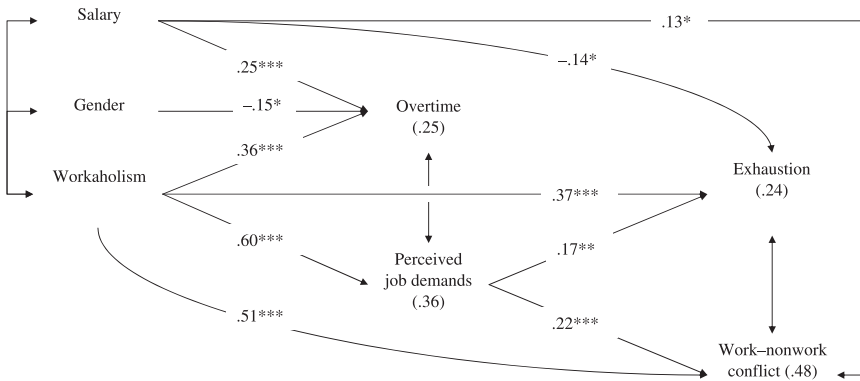 Salary
.13*
–.14*
.25***
Gender
–.15*
Overtime
(.25)
.36***
Workaholism
Exhaustion
(.24)
.37***
.60***
.17**
Perceived
job demands
(.36)
.51***
.22***
Work–nonwork
conflict (.48)